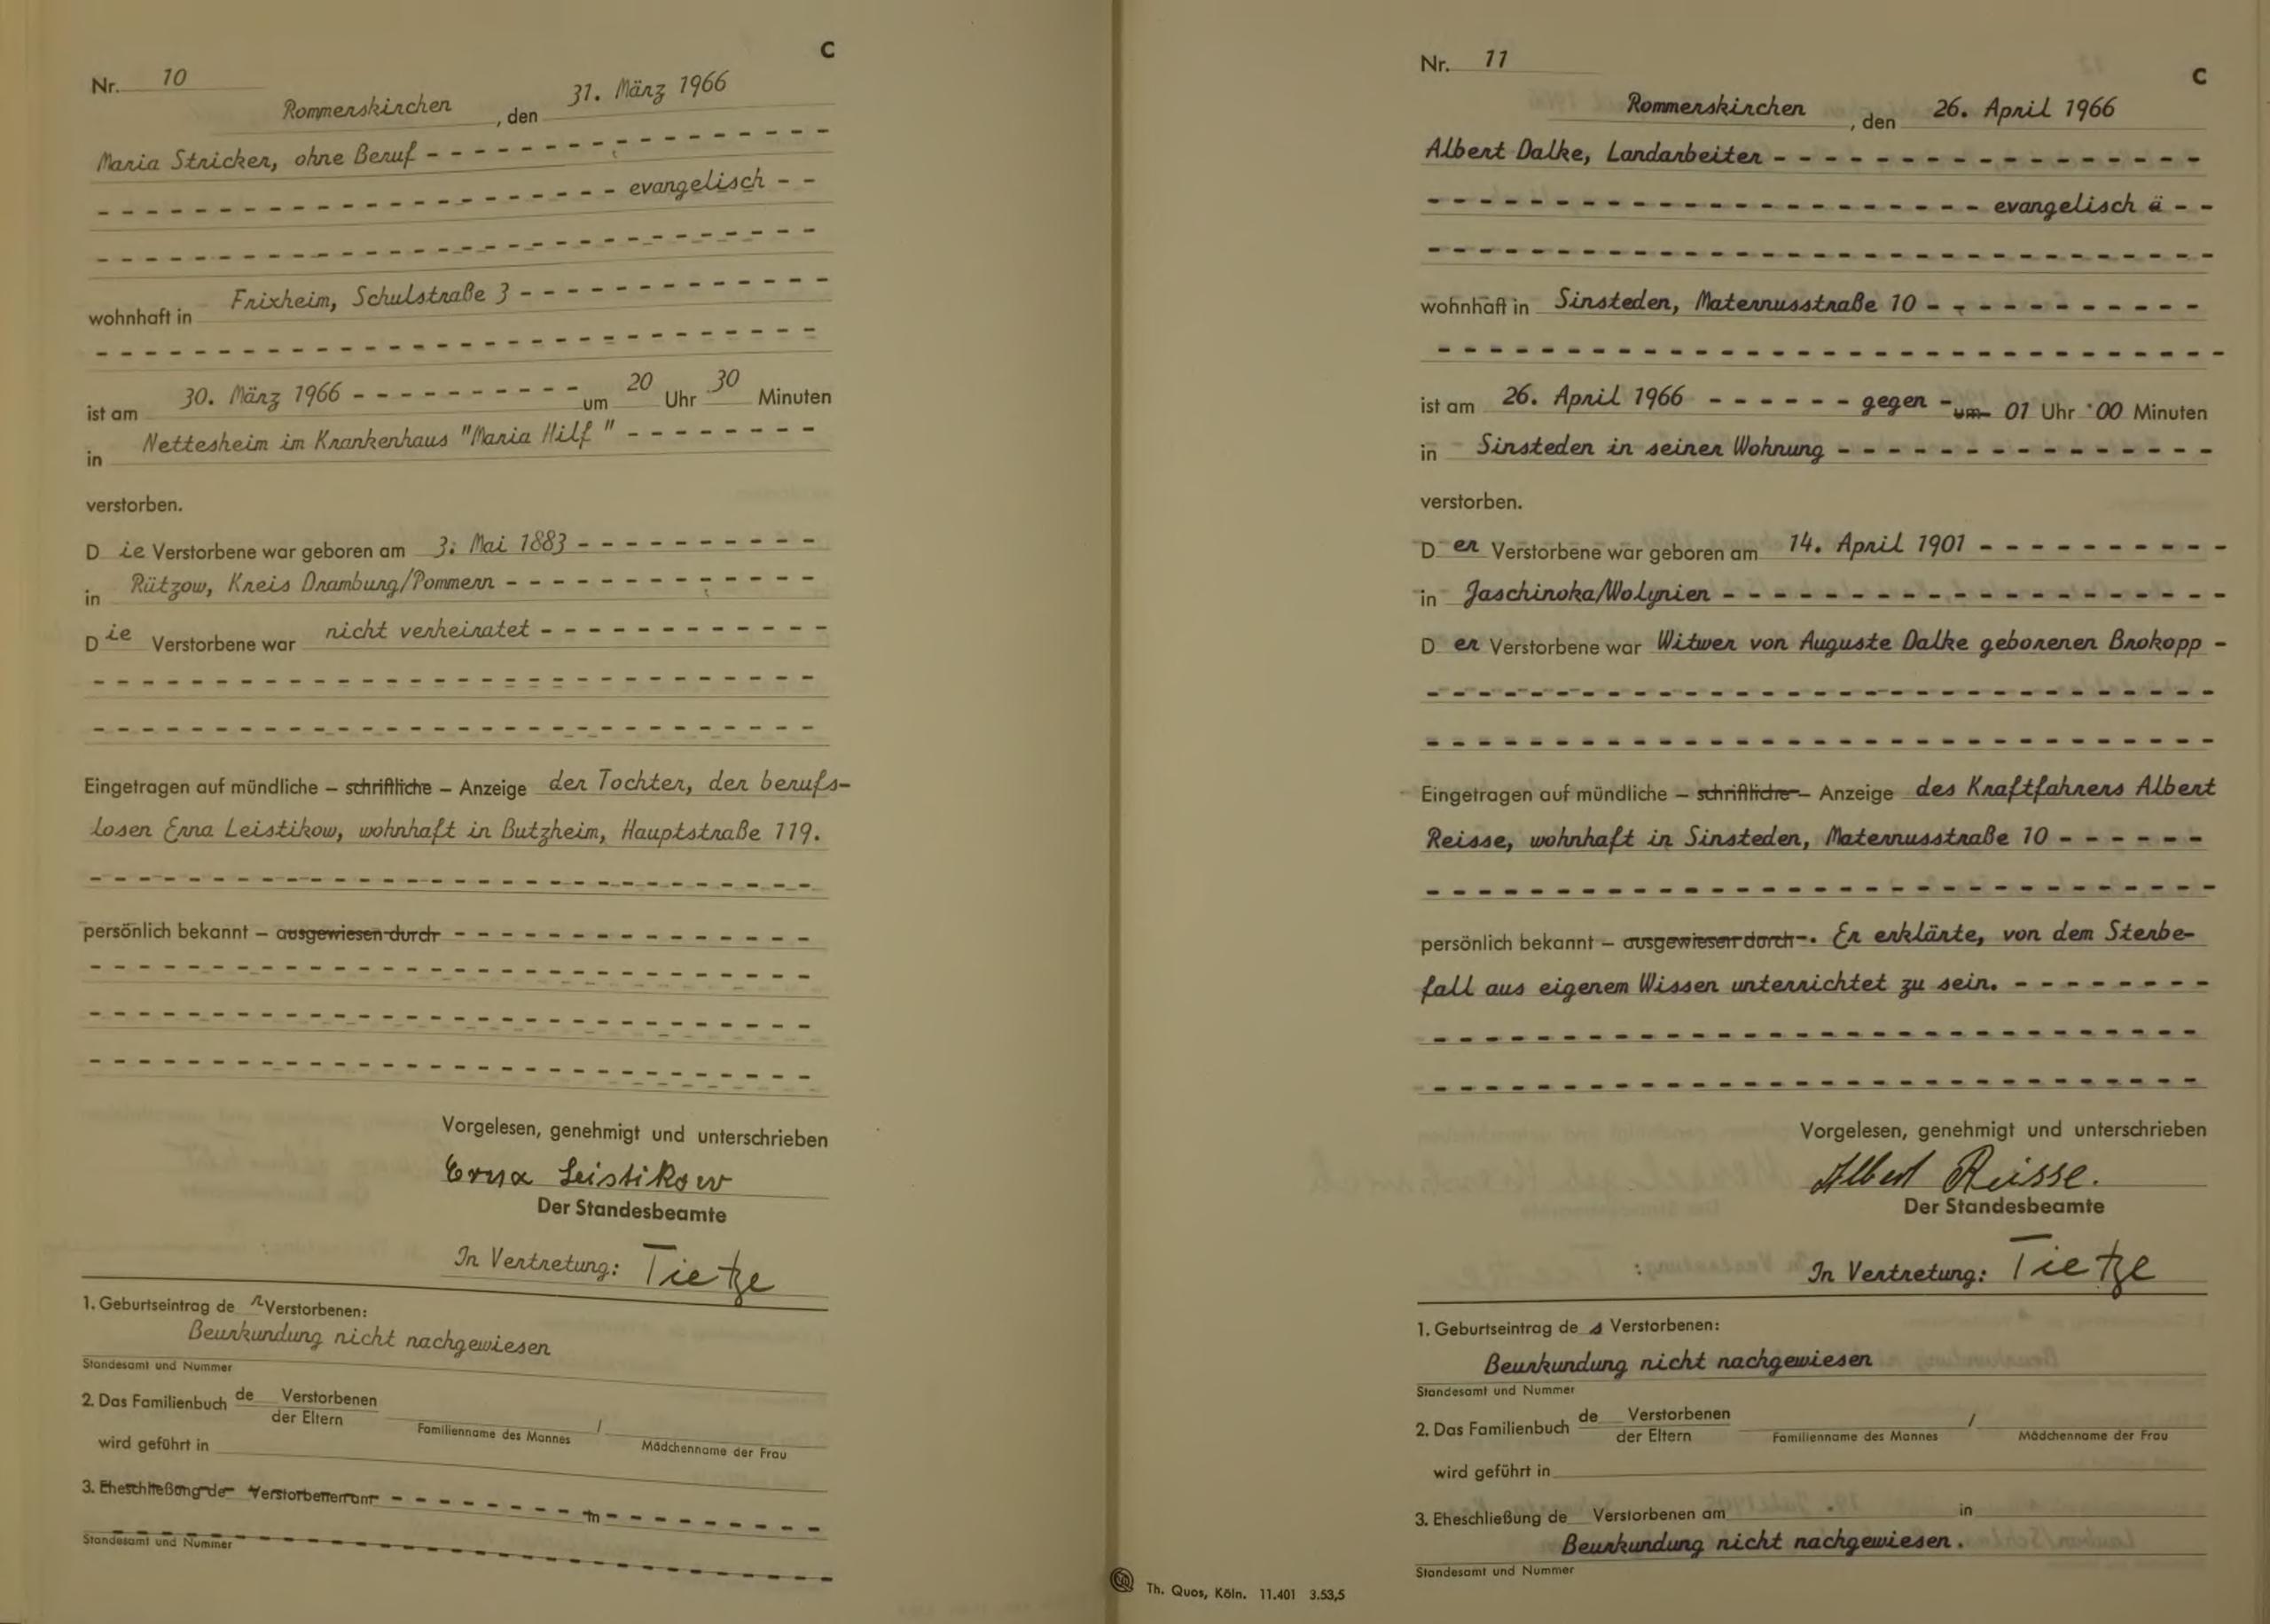 C
Nr. 10
Rommerskirchen, den 31. März 1966
Maria Stricker, ohne Beruf - - - - - - - - - - - - - - - - -
- - - - - - - - - - - - - - - - - - - - - - evangelisch - -
- - - - - - - - - - - - - - - - - - - - - - - - - - - - - -
wohnhaft in Frixheim, Schulstraße 3 - - - - - - - - - - - - -
- - - - - - - - - - - - - - - - - - - - - - - - - - - - - -
ist am 30. März 1966 - - - - - - - - - - um 20 Uhr 30 Minuten
in Nettesheim im Krankenhaus "Maria Hilf" - - - - - - - -
verstorben.
Die Verstorbene war geboren am 3. Mai 1883 - - - - - - - - - -
in Rützow, Kreis Dramburg/Pommern - - - - - - - - - - - - -
Die Verstorbene war nicht verheiratet - - - - - - - - - - - -
- - - - - - - - - - - - - - - - - - - - - - - - - - - - - -
- - - - - - - - - - - - - - - - - - - - - - - - - - - - - -
Eingetragen auf mündliche – schriftliche – Anzeige der Tochter, der berufs-
losen Erna Leistikow, wohnhaft in Butzheim, Hauptstraße 119.
- - - - - - - - - - - - - - - - - - - - - - - - - - - - - -
persönlich bekannt – ausgewiesen durch - - - - - - - - - - - - - - -
- - - - - - - - - - - - - - - - - - - - - - - - - - - - - -
- - - - - - - - - - - - - - - - - - - - - - - - - - - - - -
- - - - - - - - - - - - - - - - - - - - - - - - - - - - - -
Vorgelesen, genehmigt und unterschrieben
Erna Leistikow
Der Standesbeamte
In Vertretung: Tietze
1. Geburtseintrag der Verstorbenen:
Beurkundung nicht nachgewiesen
Standesamt und Nummer
2. Das Familienbuch de Verstorbenen
der Eltern
Familienname des Mannes / Mädchenname der Frau
wird geführt in
3. Eheschließung de Verstorbenen am - - - - - - - - in - - - - - - - - -
Standesamt und Nummer
Nr. 11
C
Rommerskirchen, den 26. April 1966
Albert Dalke, Landarbeiter - - - - - - - - - - - - - - - - -
- - - - - - - - - - - - - - - - - - - - - - evangelisch ä - -
- - - - - - - - - - - - - - - - - - - - - - - - - - - - - -
wohnhaft in Sinsteden, Maternusstraße 10 - - - - - - - - - - -
- - - - - - - - - - - - - - - - - - - - - - - - - - - - - -
ist am 26. April 1966 - - - - - - gegen - um 01 Uhr 00 Minuten
in Sinsteden in seiner Wohnung - - - - - - - - - - - - - - -
verstorben.
Der Verstorbene war geboren am 14. April 1901 - - - - - - - - - -
in Jaschinoka/Wolynien - - - - - - - - - - - - - - - - - - - -
Der Verstorbene war Witwer von Auguste Dalke geborenen Brokopp -
- - - - - - - - - - - - - - - - - - - - - - - - - - - - - -
- - - - - - - - - - - - - - - - - - - - - - - - - - - - - -
Eingetragen auf mündliche – schriftliche – Anzeige des Kraftfahrers Albert
Reisse, wohnhaft in Sinsteden, Maternusstraße 10 - - - - - -
- - - - - - - - - - - - - - - - - - - - - - - - - - - - - -
persönlich bekannt – ausgewiesen durch -. Er erklärte, von dem Sterbe-
fall aus eigenem Wissen unterrichtet zu sein. - - - - - - - -
- - - - - - - - - - - - - - - - - - - - - - - - - - - - - -
- - - - - - - - - - - - - - - - - - - - - - - - - - - - - -
Vorgelesen, genehmigt und unterschrieben
Albert Reisse.
Der Standesbeamte
In Vertretung: Tietze
1. Geburtseintrag des Verstorbenen:
Beurkundung nicht nachgewiesen
Standesamt und Nummer
2. Das Familienbuch de Verstorbenen
der Eltern
Familienname des Mannes / Mädchenname der Frau
wird geführt in
3. Eheschließung de Verstorbenen am in
Beurkundung nicht nachgewiesen.
Standesamt und Nummer
Th. Quos, Köln. 11.401 3.53,5